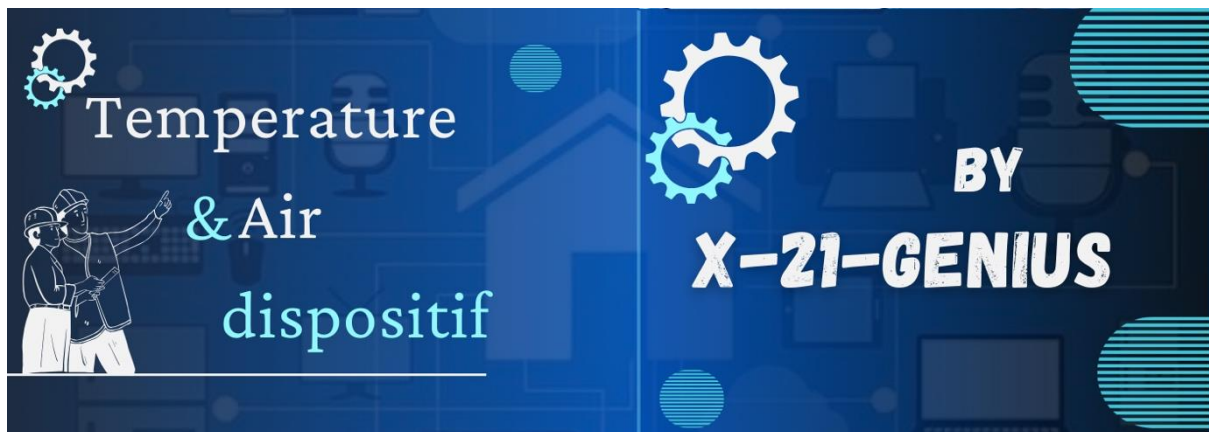 Temperature
& Air
dispositif
BY
X-21-GENIUS